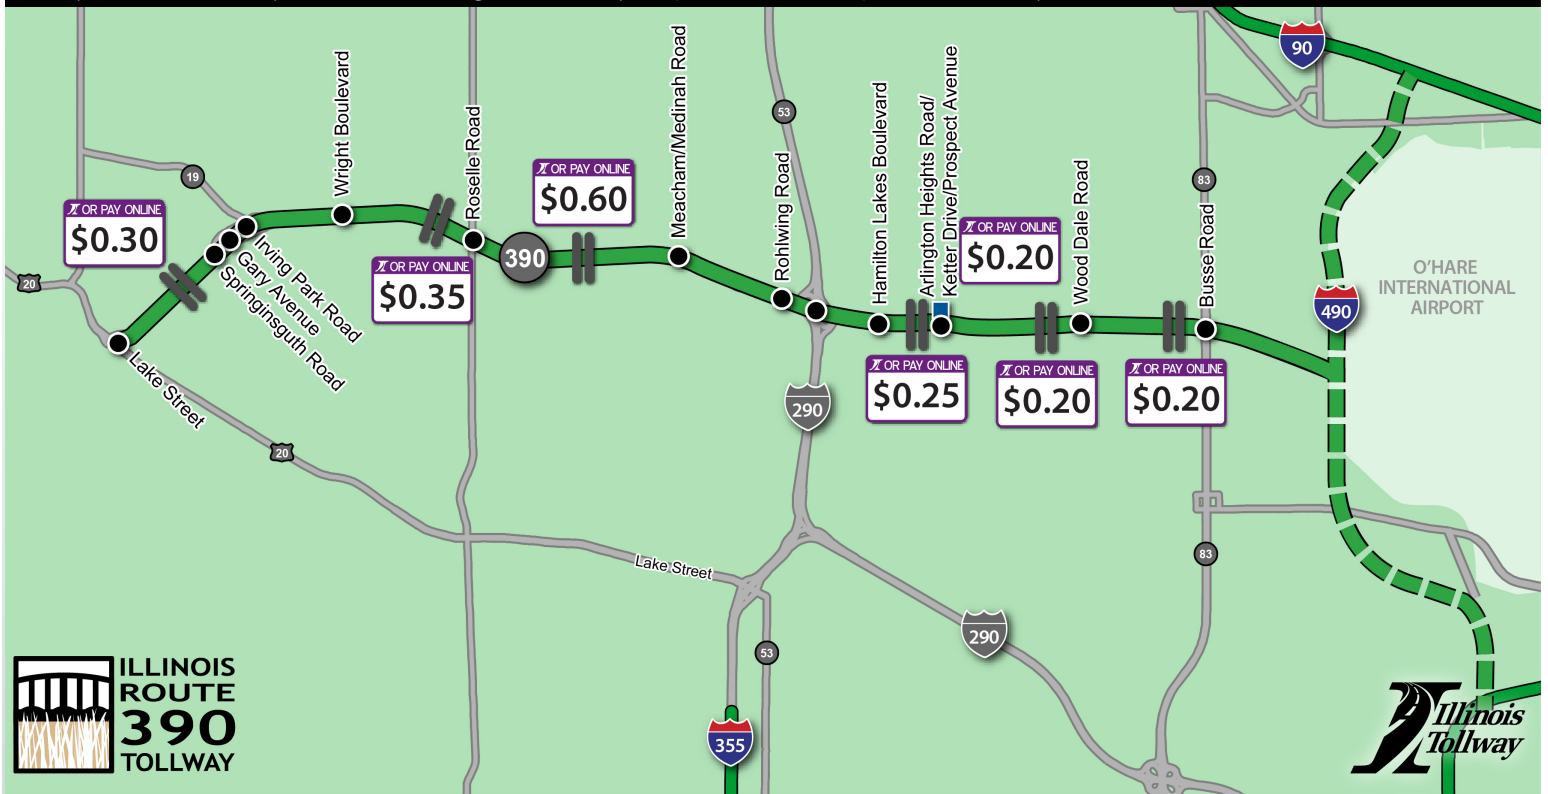 90
53
Wright Boulevard
Meacham/Medinah Road
Hamilton Lakes Boulevard
Arlington Heights Road/
Ketter Drive/Prospect Avenue
Roselle Road
Rohlwing Road
Wood Dale Road
Busse Road
19
83
OR PAY ONLINE
$0.30
OR PAY ONLINE
$0.60
OR PAY ONLINE
$0.20
390
OR PAY ONLINE
$0.35
Irving Park Road
Gary Avenue
Springinsguth Road
Lake Street
20
O'HARE
INTERNATIONAL
AIRPORT
490
OR PAY ONLINE
$0.25
OR PAY ONLINE
$0.20
OR PAY ONLINE
$0.20
290
20
Lake Street
83
290
53
355
ILLINOIS
ROUTE
390
TOLLWAY
Illinois
Tollway